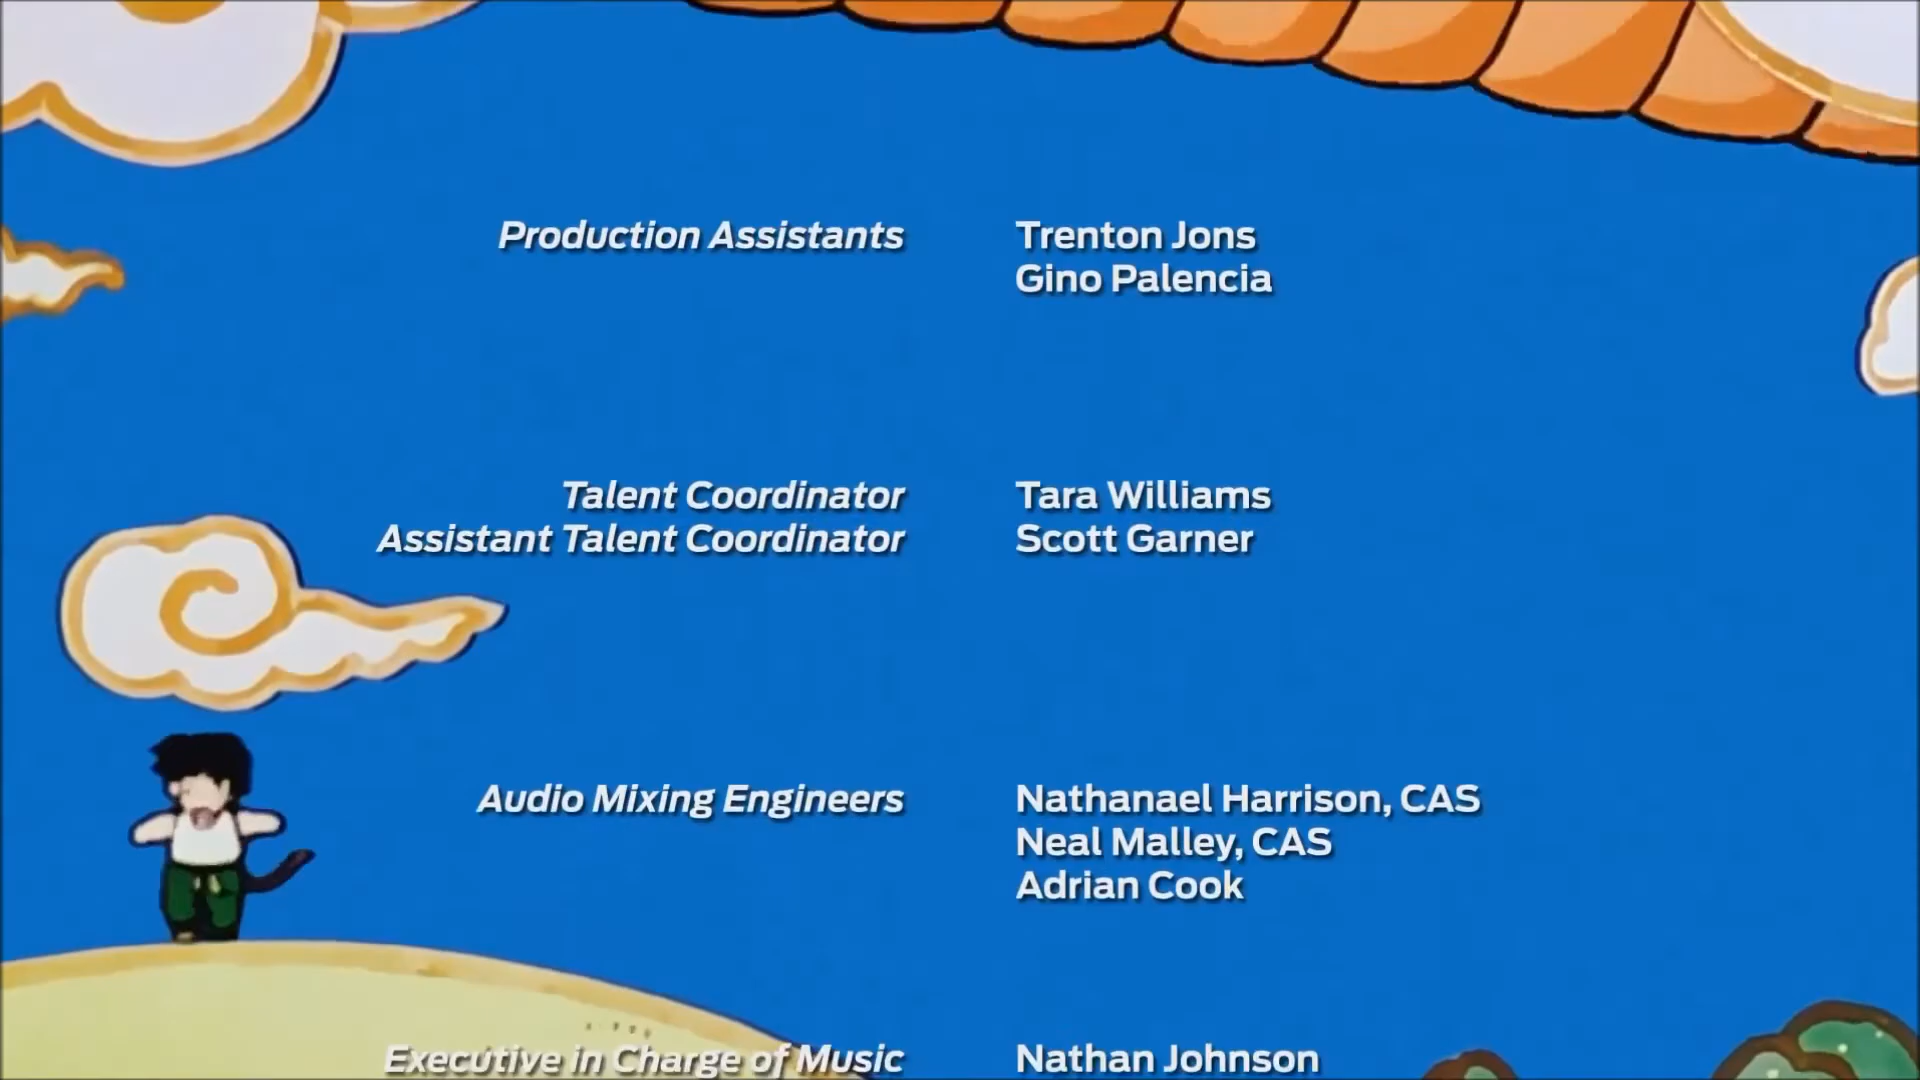 Production Assistants Trenton Jons
Gino Palencia
Talent Coordinator Tara Williams
Assistant Talent Coordinator Scott Garner
Audio Mixing Engineers Nathanael Harrison, CAS
Neal Malley, CAS
Adrian Cook
Executive in Charge of Music Nathan Johnson